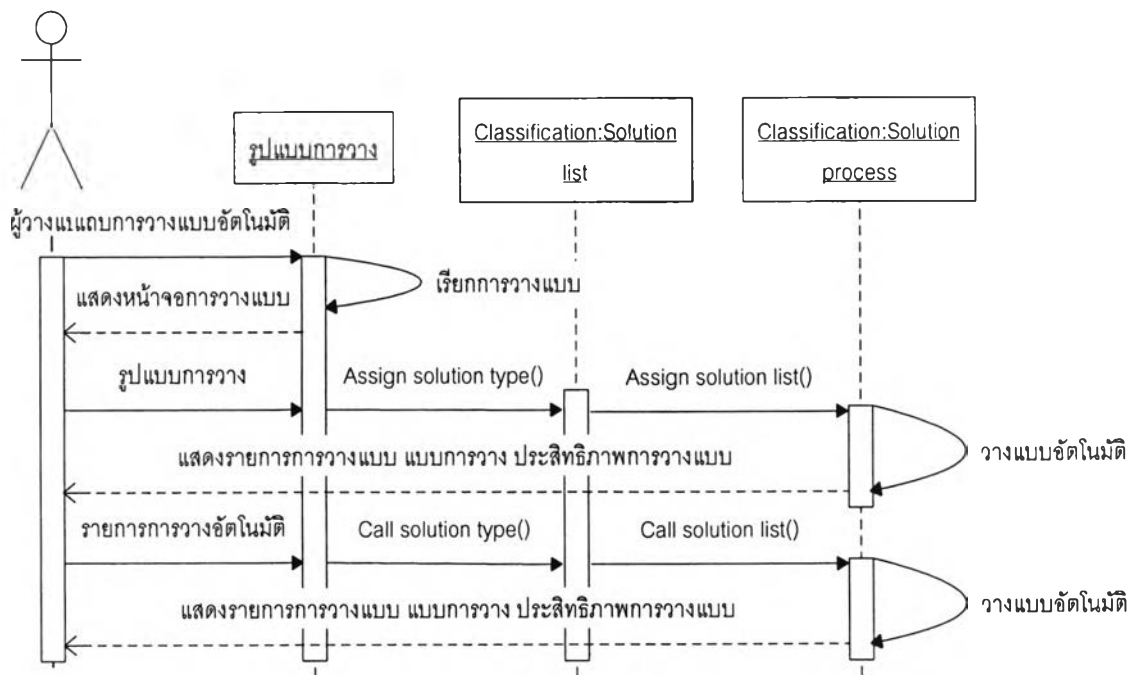 รูปแบบการวาง
Classification:Solution
list
Classification:Solution
process
ผู้วางแบบ
การวางแบบอัตโนมัติ
เรียกการวางแบบ
แสดงหน้าจอการวางแบบ
รูปแบบการวาง
Assign solution type()
Assign solution list()
แสดงรายการการวางแบบ แบบการวาง ประสิทธิภาพการวางแบบ
วางแบบอัตโนมัติ
รายการการวางอัตโนมัติ
Call solution type()
Call solution list()
แสดงรายการการวางแบบ แบบการวาง ประสิทธิภาพการวางแบบ
วางแบบอัตโนมัติ